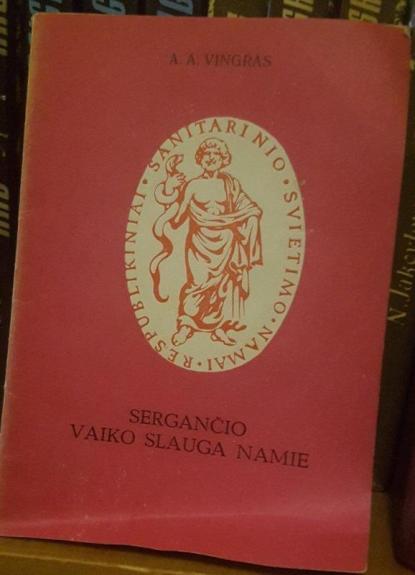 A. A. VINGRAS
RESPUBLIKINIAI · SANITARINIO · ŠVIETIMO · NAMAI ·
SERGANČIO
VAIKO SLAUGA NAMIE